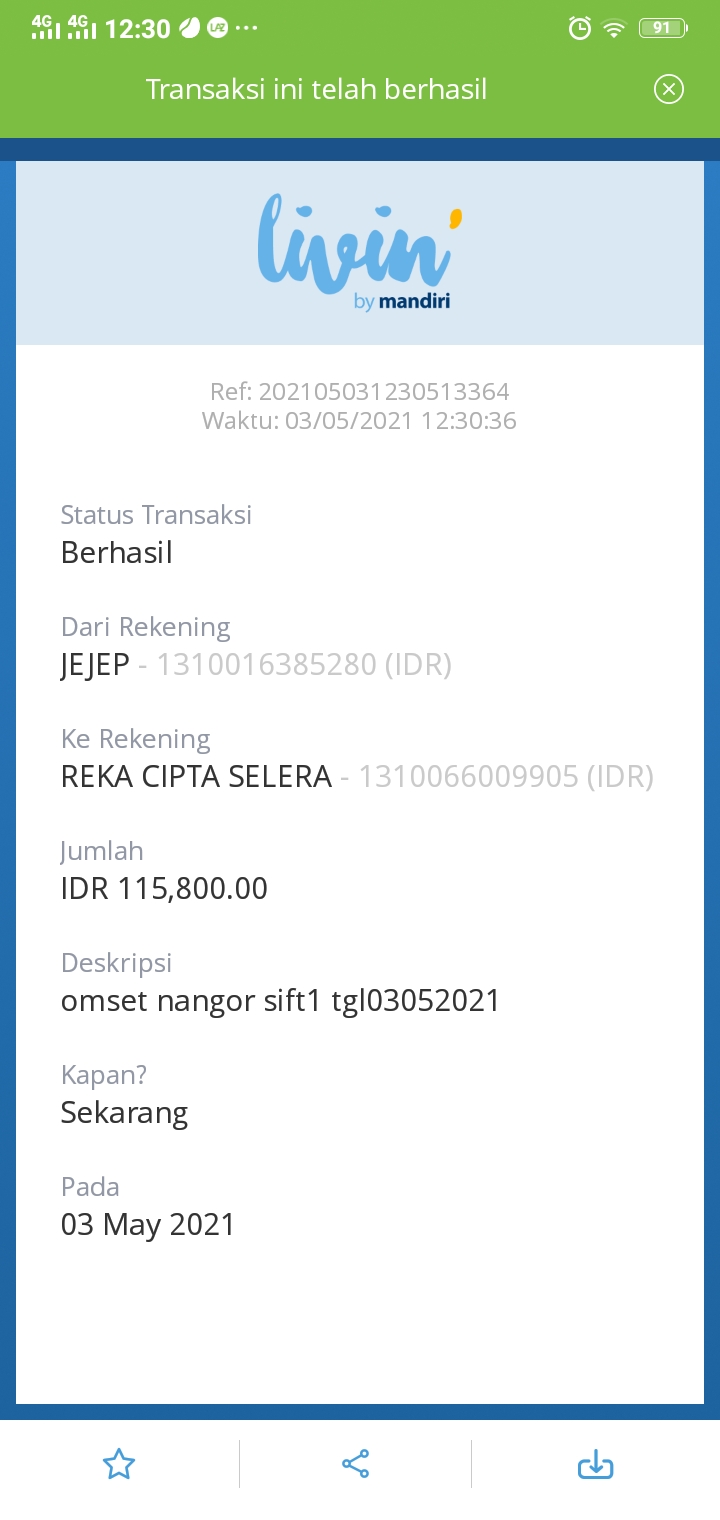 4G 4G 12:30 LAZ ... 91
Transaksi ini telah berhasil
livin'
by mandiri
Ref: 202105031230513364
Waktu: 03/05/2021 12:30:36
Status Transaksi
Berhasil
Dari Rekening
JEJEP - 1310016385280 (IDR)
Ke Rekening
REKA CIPTA SELERA - 1310066009905 (IDR)
Jumlah
IDR 115,800.00
Deskripsi
omset nangor sift1 tgl03052021
Kapan?
Sekarang
Pada
03 May 2021